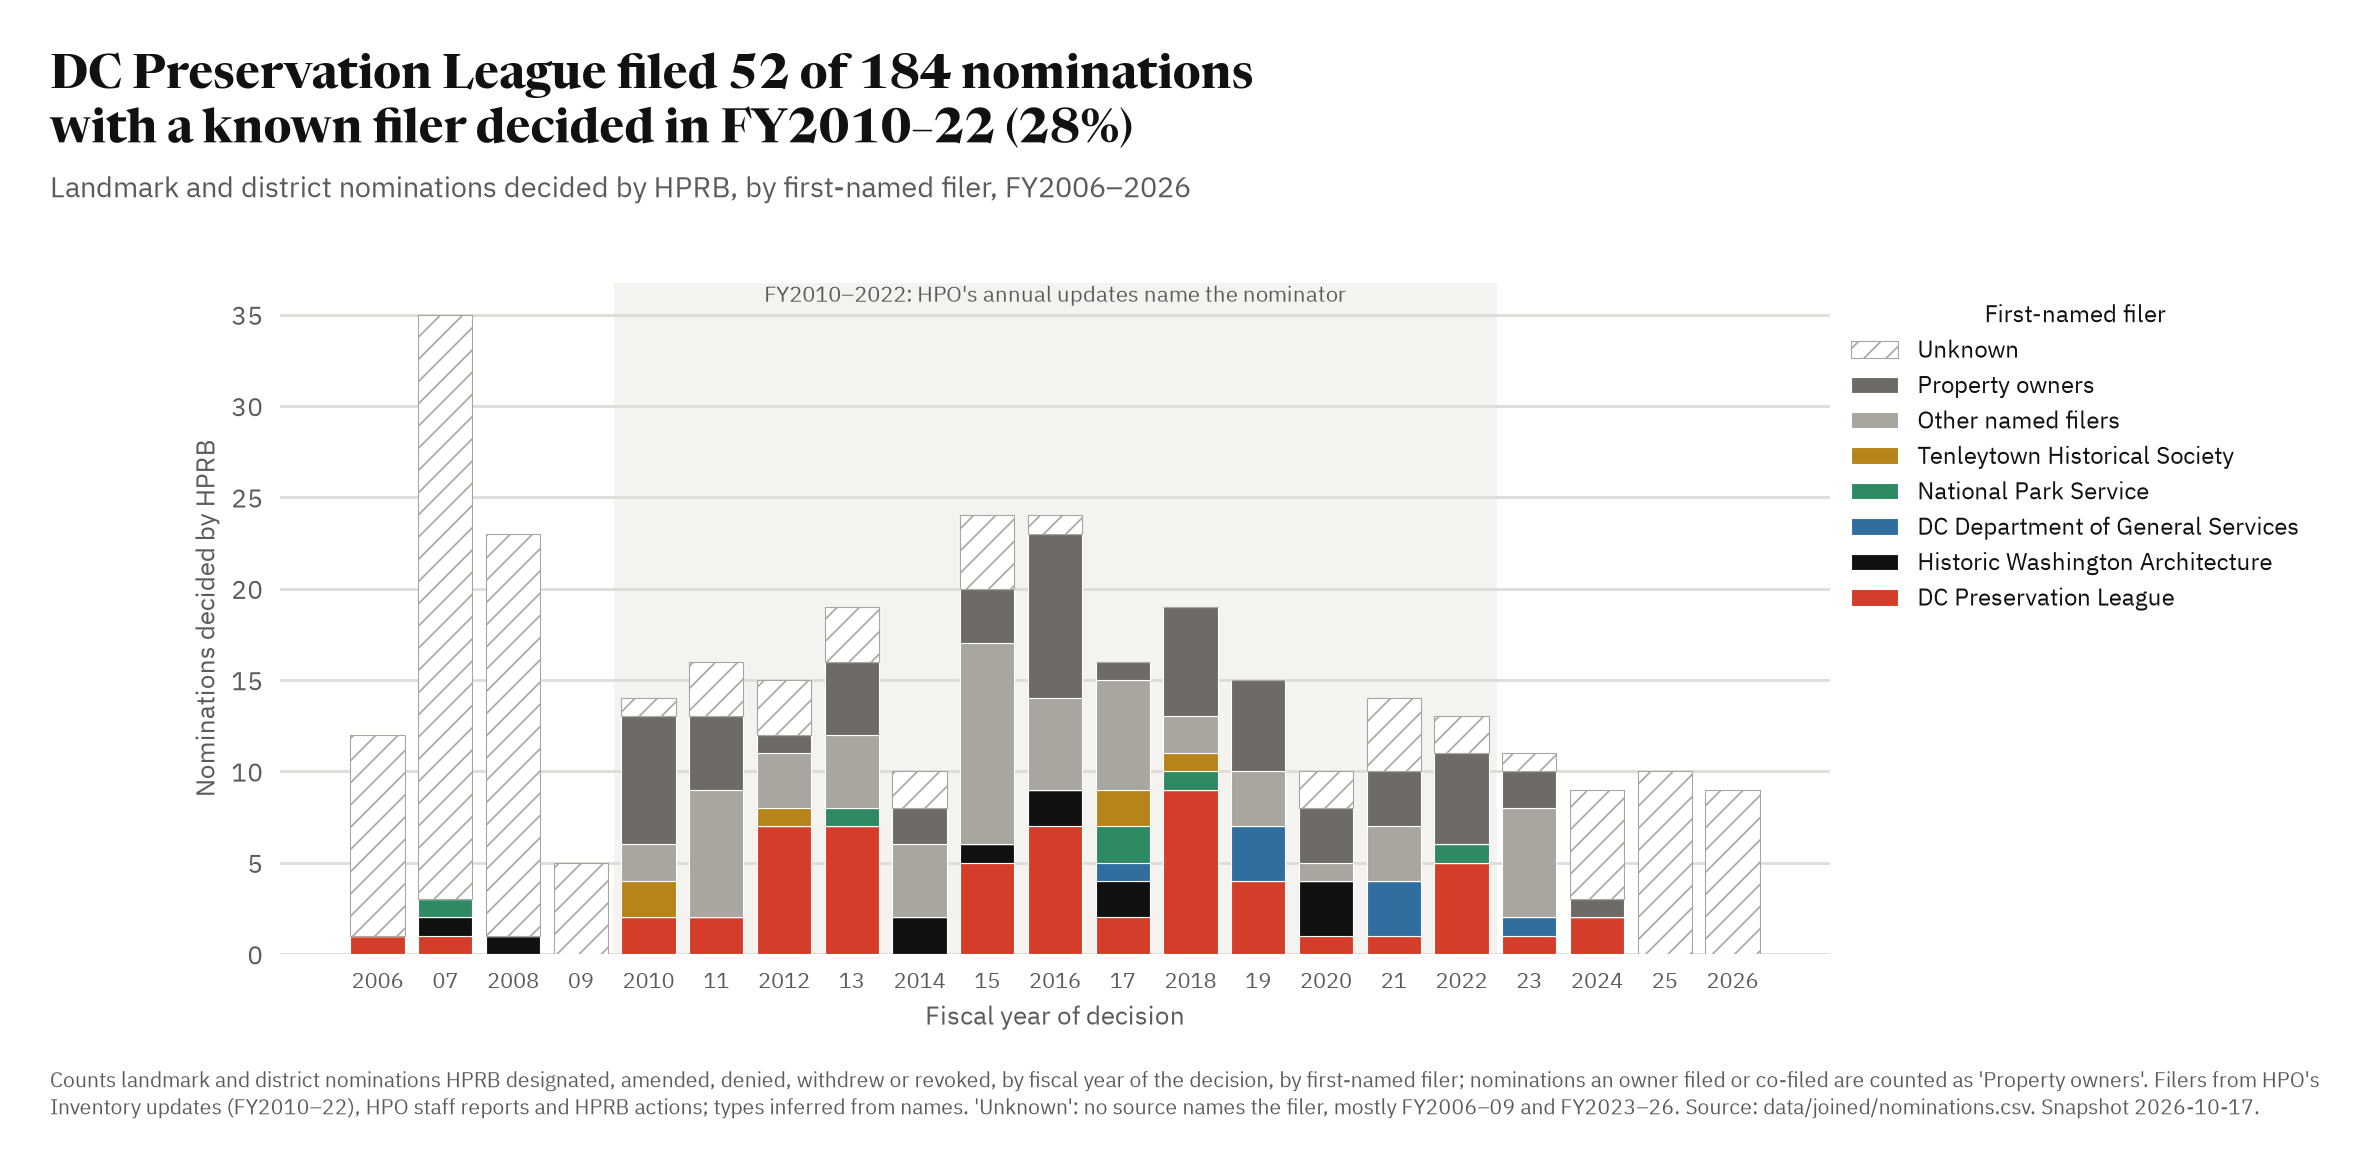 DC Preservation League filed 52 of 184 nominations
with a known filer decided in FY2010–22 (28%)
Landmark and district nominations decided by HPRB, by first-named filer, FY2006–2026
FY2010–2022: HPO's annual updates name the nominator
35
30
25
20
15
10
5
0
Nominations decided by HPRB
2006 07 2008 09 2010 11 2012 13 2014 15 2016 17 2018 19 2020 21 2022 23 2024 25 2026
Fiscal year of decision
First-named filer
Unknown
Property owners
Other named filers
Tenleytown Historical Society
National Park Service
DC Department of General Services
Historic Washington Architecture
DC Preservation League
Counts landmark and district nominations HPRB designated, amended, denied, withdrew or revoked, by fiscal year of the decision, by first-named filer; nominations an owner filed or co-filed are counted as 'Property owners'. Filers from HPO's
Inventory updates (FY2010–22), HPO staff reports and HPRB actions; types inferred from names. 'Unknown': no source names the filer, mostly FY2006–09 and FY2023–26. Source: data/joined/nominations.csv. Snapshot 2026-10-17.